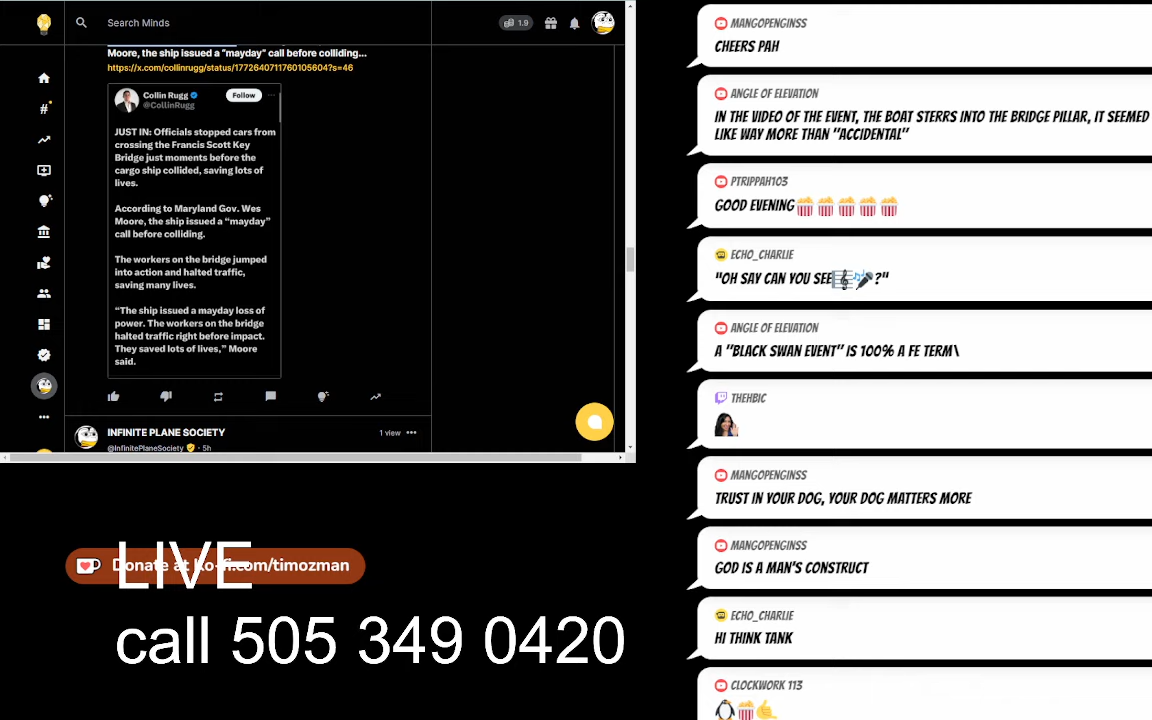 Search Minds
1.9
Moore, the ship issued a "mayday" call before colliding...
https://x.com/collinrugg/status/1772640711760105604?s=46
Collin Rugg
@CollinRugg
Follow
JUST IN: Officials stopped cars from
crossing the Francis Scott Key
Bridge just moments before the
cargo ship collided, saving lots of
lives.
According to Maryland Gov. Wes
Moore, the ship issued a “mayday”
call before colliding.
The workers on the bridge jumped
into action and halted traffic,
saving many lives.
“The ship issued a mayday loss of
power. The workers on the bridge
halted traffic right before impact.
They saved lots of lives,” Moore
said.
INFINITE PLANE SOCIETY
1 view
@InfinitePlaneSociety · 5h
LIVE
Donate at ko-fi.com/timozman
call 505 349 0420
MANGOPENGINSS
CHEERS PAH
ANGLE OF ELEVATION
IN THE VIDEO OF THE EVENT, THE BOAT STERRS INTO THE BRIDGE PILLAR, IT SEEMED
LIKE WAY MORE THAN "ACCIDENTAL"
PTRIPPAH103
GOOD EVENING
ECHO_CHARLIE
"OH SAY CAN YOU SEE ?"
ANGLE OF ELEVATION
A "BLACK SWAN EVENT" IS 100% A FE TERM\
THEHBIC
MANGOPENGINSS
TRUST IN YOUR DOG, YOUR DOG MATTERS MORE
MANGOPENGINSS
GOD IS A MAN'S CONSTRUCT
ECHO_CHARLIE
HI THINK TANK
CLOCKWORK 113